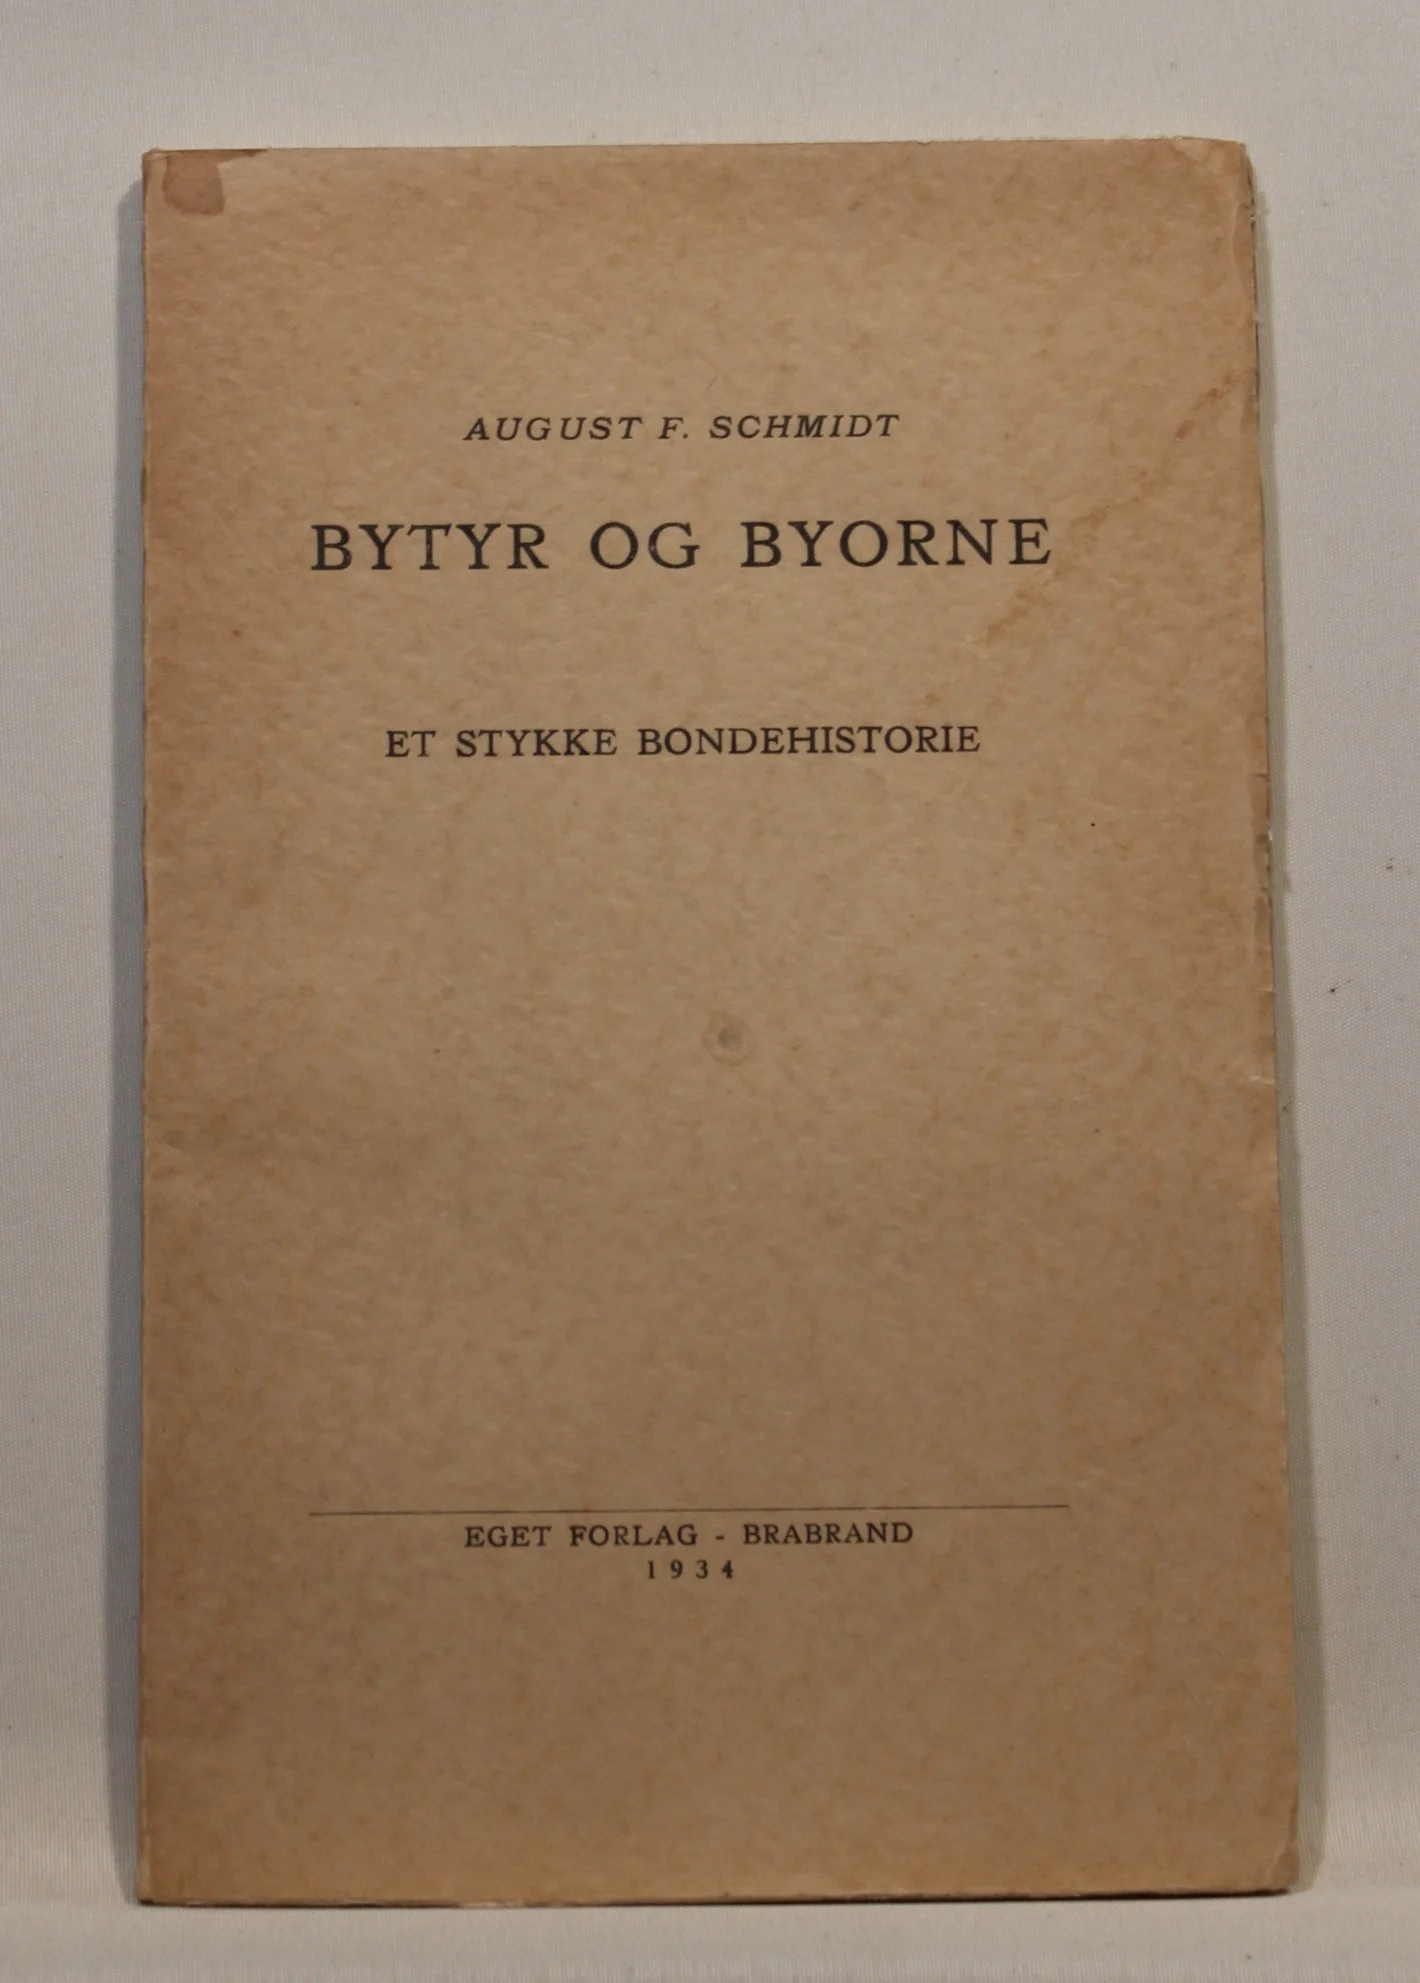 AUGUST F. SCHMIDT
BYTYR OG BYORNE
ET STYKKE BONDEHISTORIE
EGET FORLAG - BRABRAND
1934